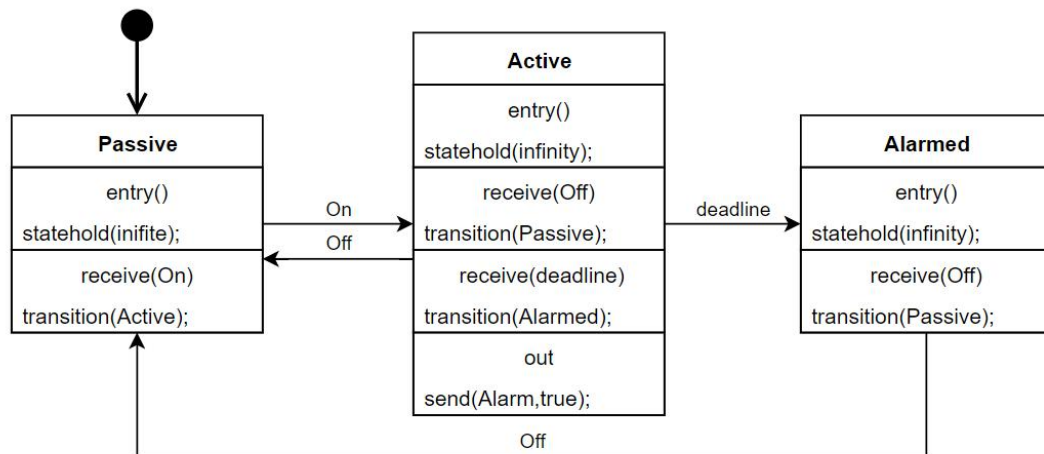 Passive
entry()
statehold(inifite);
receive(On)
transition(Active);
On
Off
Active
entry()
statehold(infinity);
receive(Off)
transition(Passive);
receive(deadline)
transition(Alarmed);
out
send(Alarm,true);
deadline
Alarmed
entry()
statehold(infinity);
receive(Off)
transition(Passive);
Off